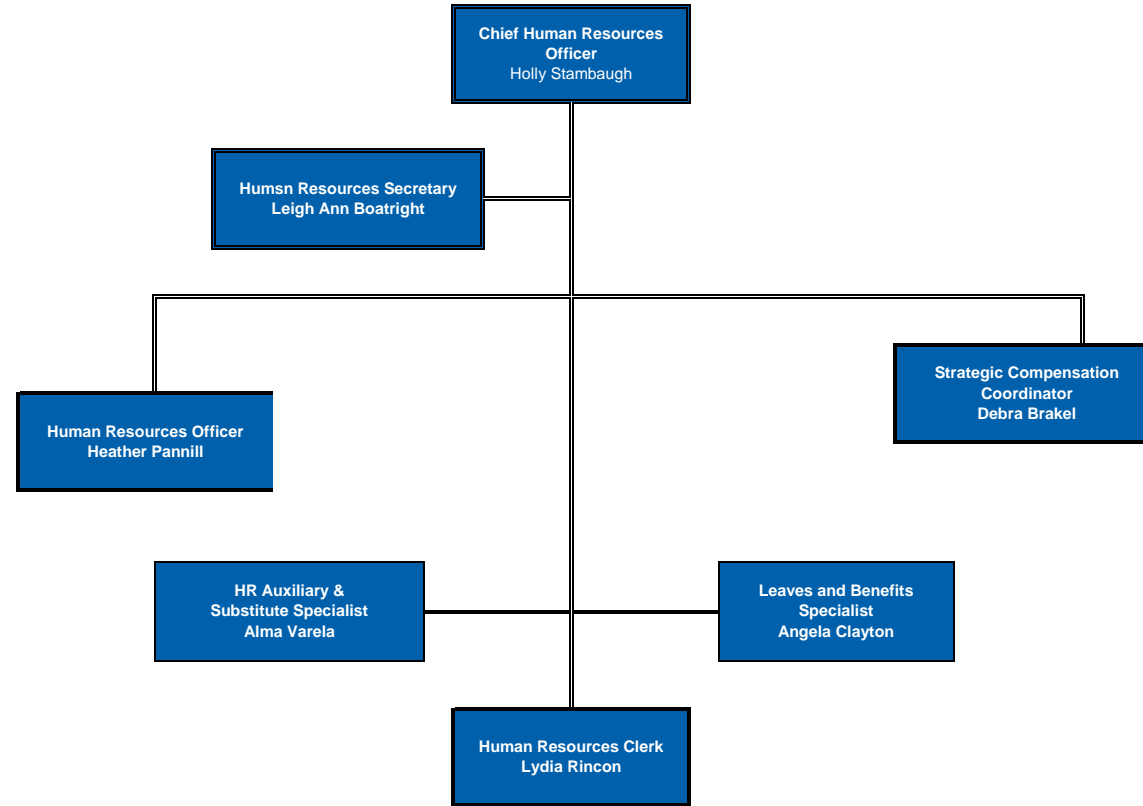 Chief Human Resources
Officer
Holly Stambaugh
Humsn Resources Secretary
Leigh Ann Boatright
Strategic Compensation
Coordinator
Debra Brakel
Human Resources Officer
Heather Pannill
HR Auxiliary &
Substitute Specialist
Alma Varela
Leaves and Benefits
Specialist
Angela Clayton
Human Resources Clerk
Lydia Rincon